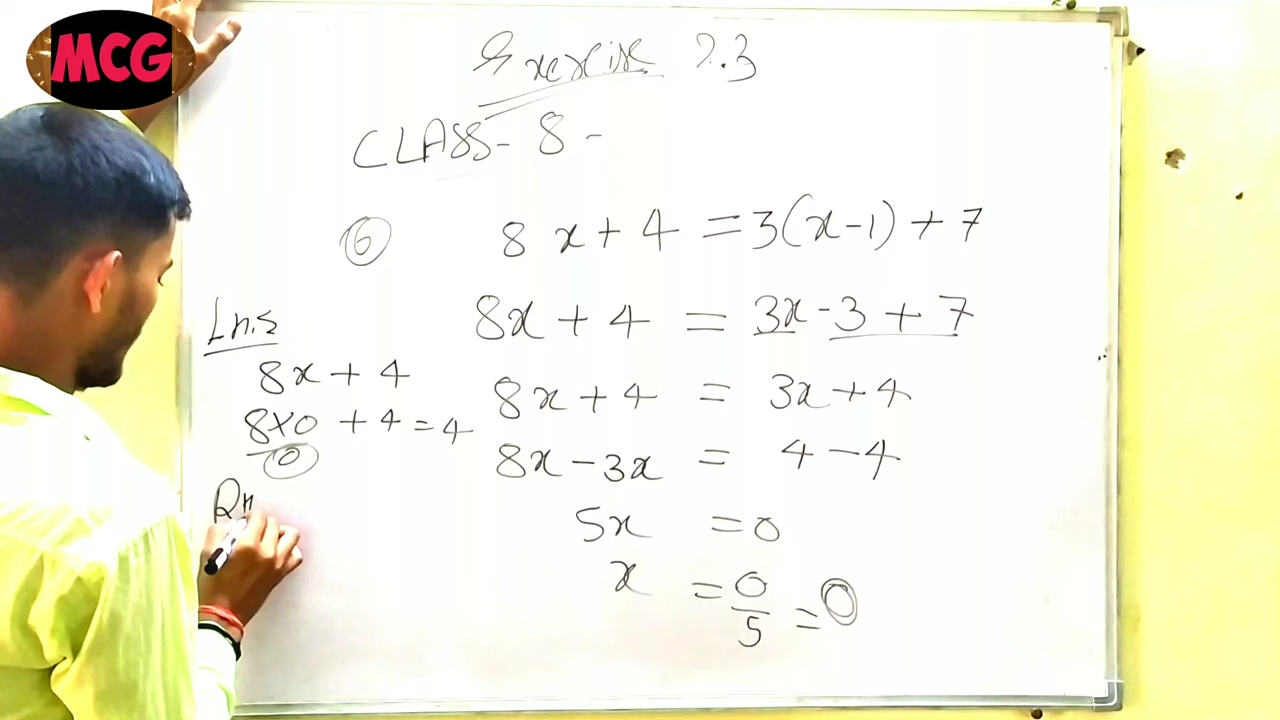 MCG
Exercise 2.3
CLASS - 8 -
6 8x + 4 = 3(x-1) + 7
8x + 4 = 3x - 3 + 7
8x + 4 = 3x + 4
8x - 3x = 4 - 4
5x = 0
x = 0/5 = 0
L.H.S
8x + 4
8x0 + 4 = 4
0
RH